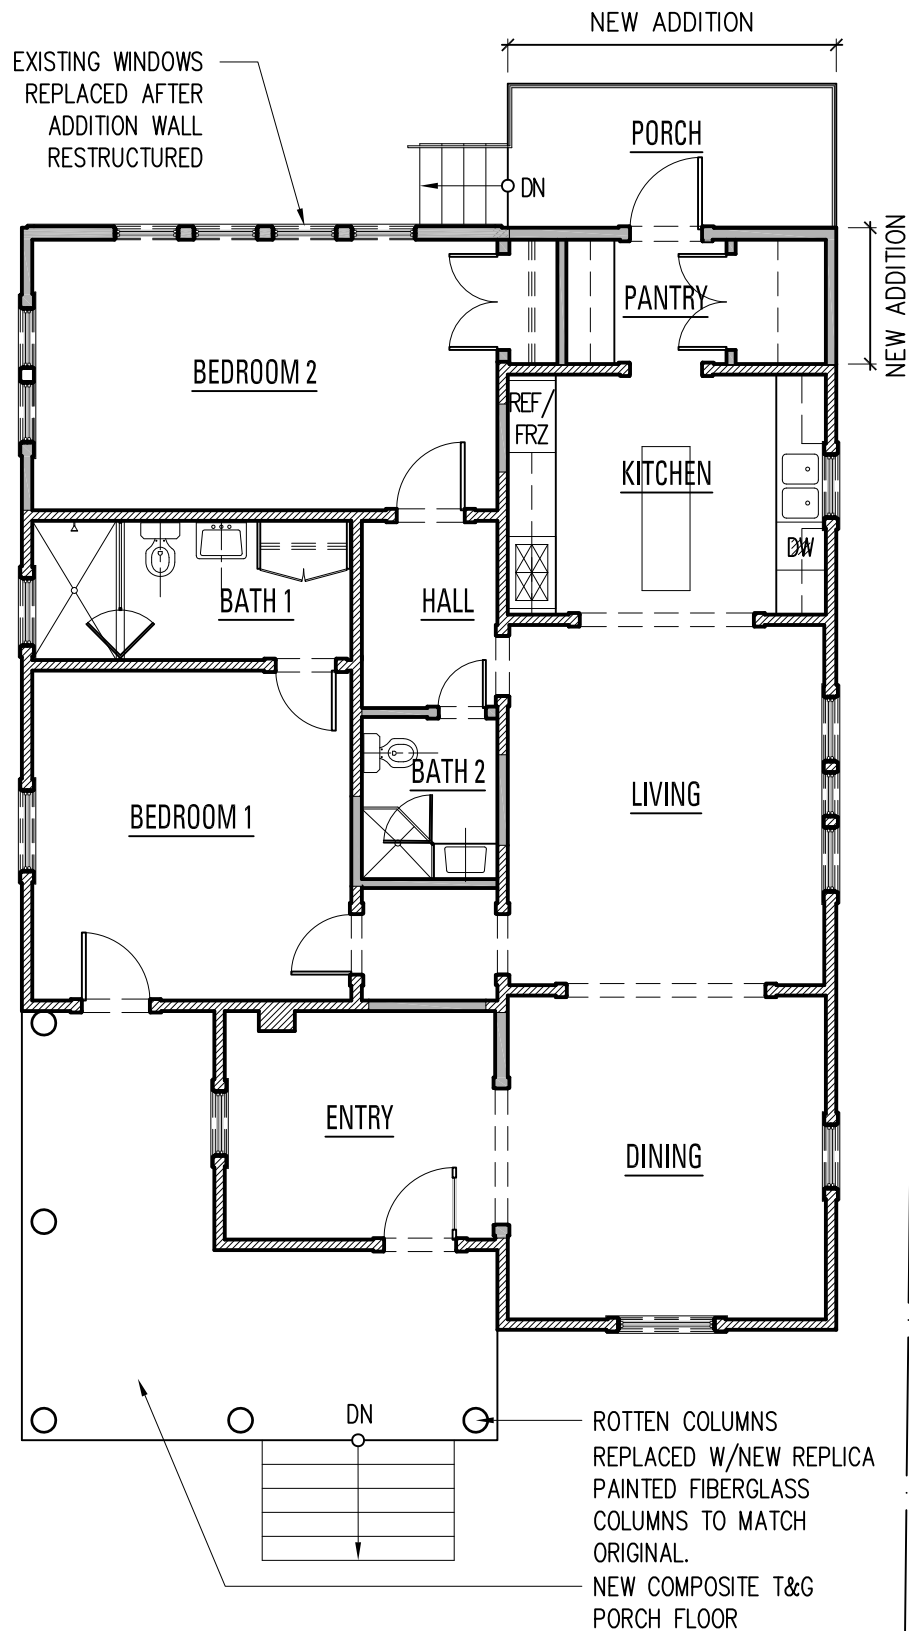 NEW ADDITION
EXISTING WINDOWS
REPLACED AFTER
ADDITION WALL
RESTRUCTURED
PORCH
DN
NEW ADDITION
PANTRY
BEDROOM 2
REF/
FRZ
KITCHEN
DW
BATH 1
HALL
BATH 2
LIVING
BEDROOM 1
ENTRY
DINING
DN
ROTTEN COLUMNS
REPLACED W/NEW REPLICA
PAINTED FIBERGLASS
COLUMNS TO MATCH
ORIGINAL.
NEW COMPOSITE T&G
PORCH FLOOR